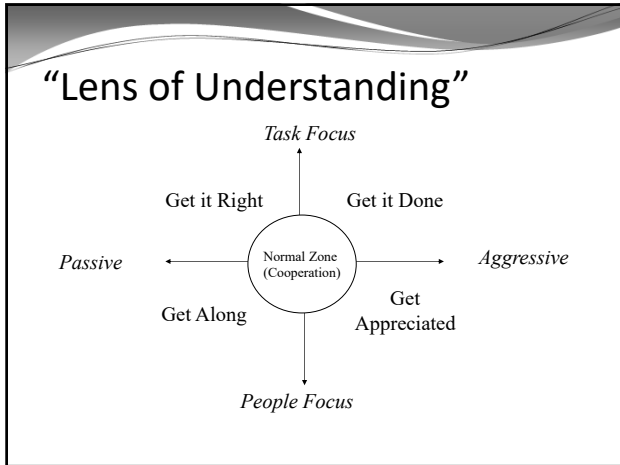 “Lens of Understanding”
Task Focus
Get it Right
Get it Done
Normal Zone
(Cooperation)
Passive
Aggressive
Get Along
Get
Appreciated
People Focus